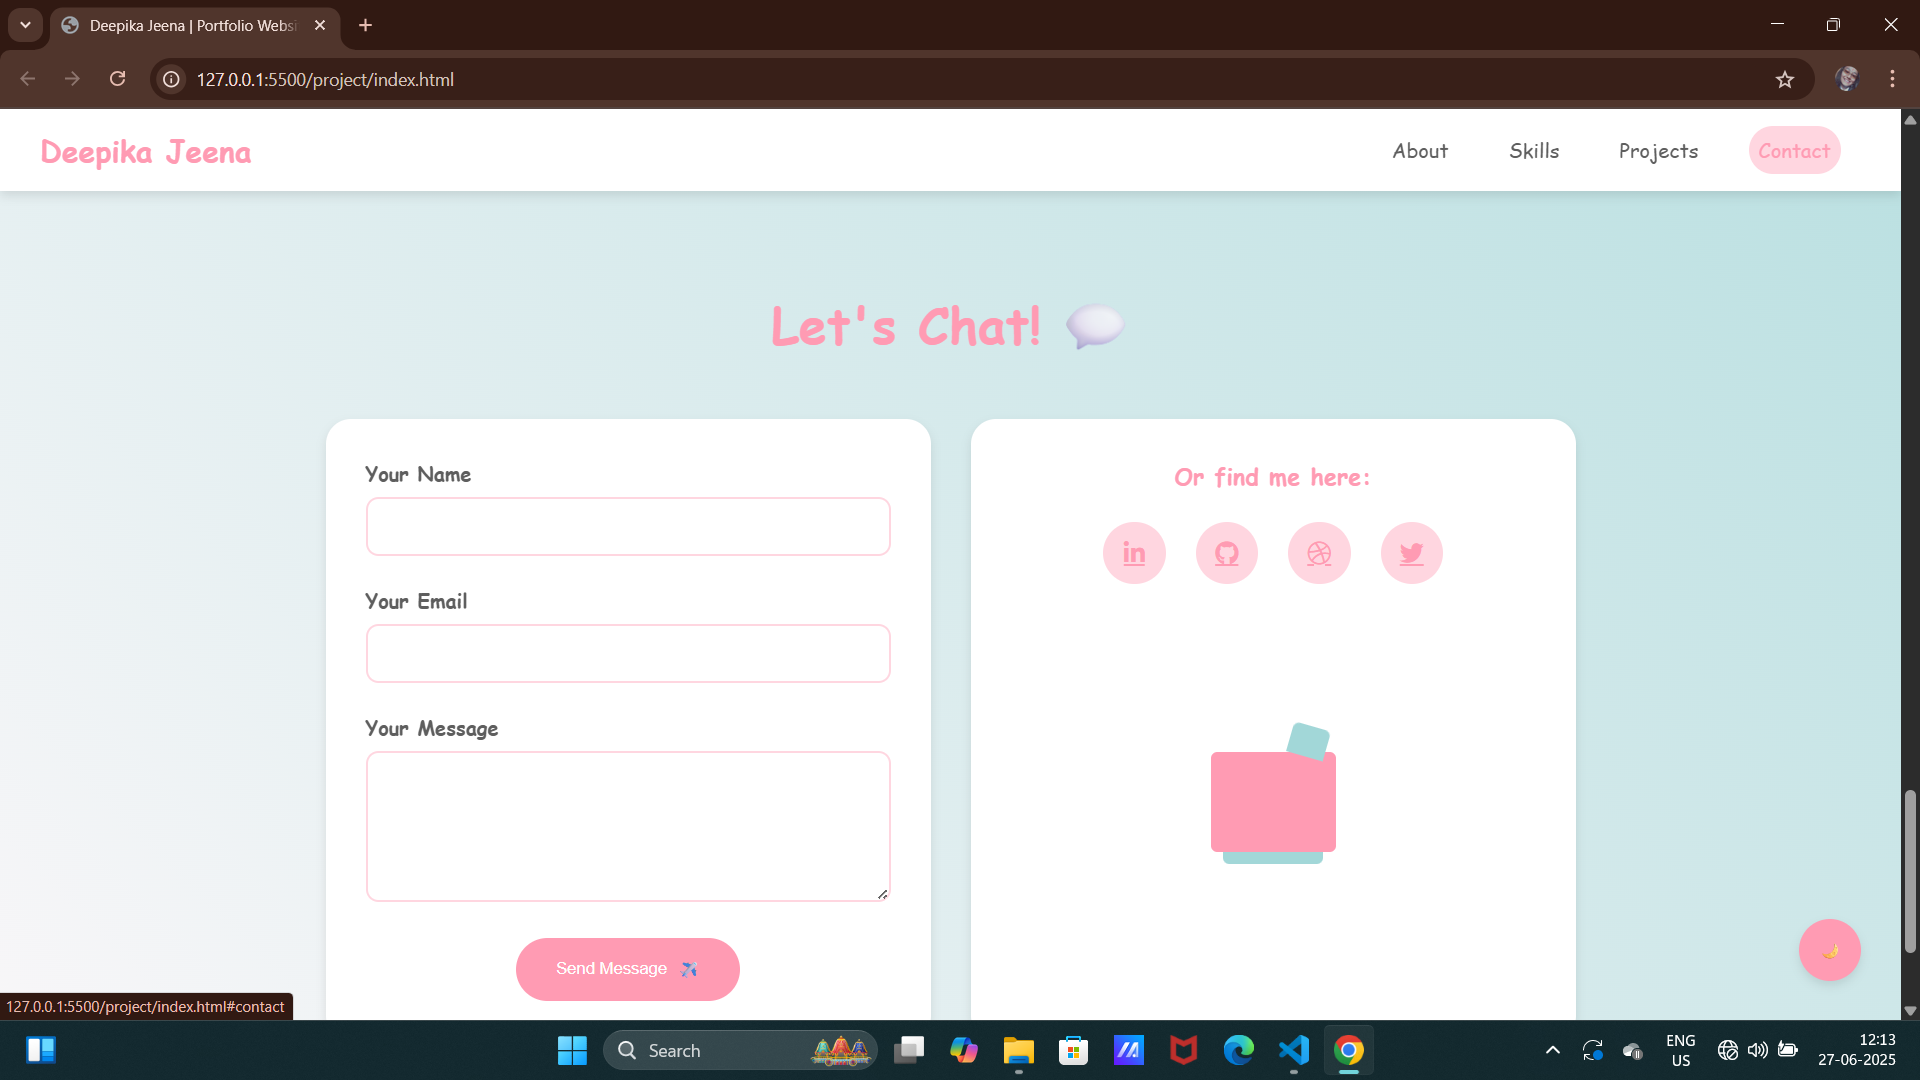 Deepika Jeena | Portfolio Websi
127.0.0.1:5500/project/index.html
Deepika Jeena
About
Skills
Projects
Contact
Let's Chat!
Your Name
Your Email
Your Message
Send Message
Or find me here:
in
127.0.0.1:5500/project/index.html#contact
Search
ENG
US
12:13
27-06-2025